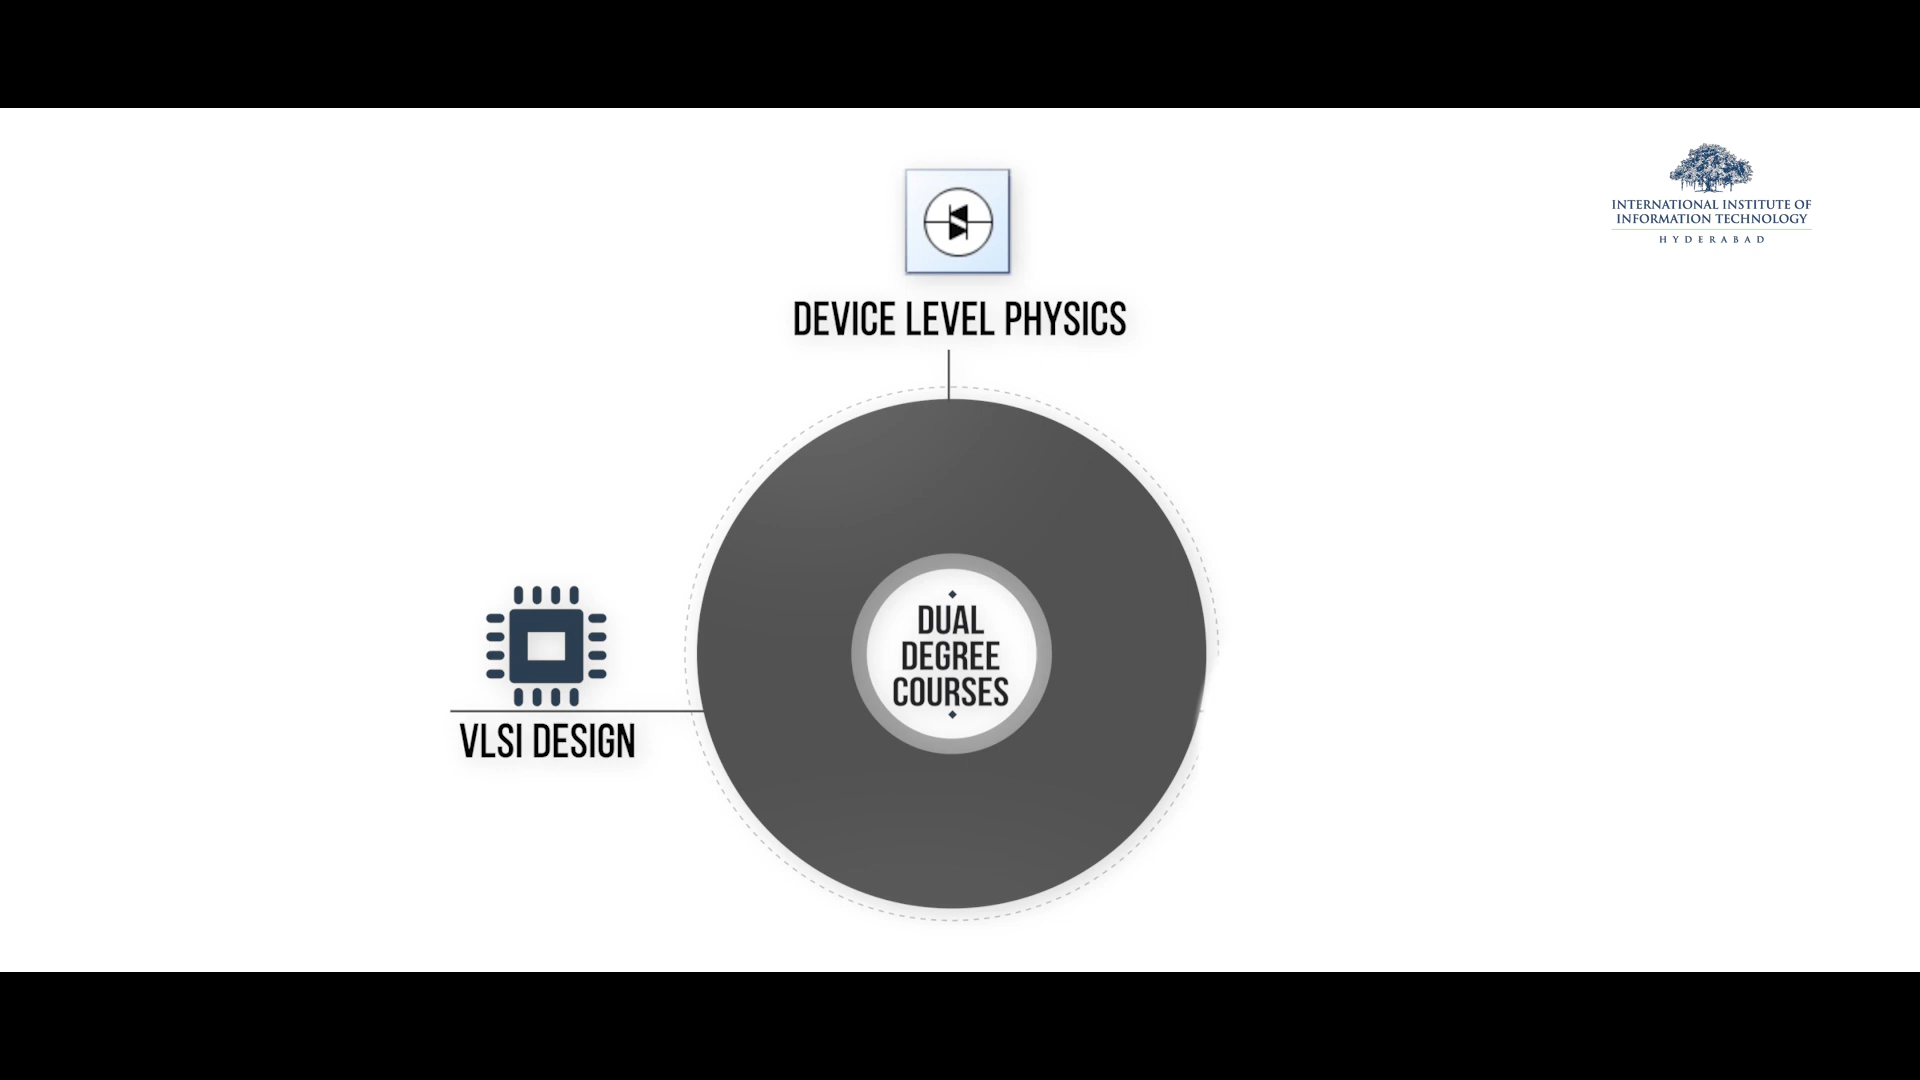 INTERNATIONAL INSTITUTE OF
INFORMATION TECHNOLOGY
HYDERABAD
DEVICE LEVEL PHYSICS
DUAL
DEGREE
COURSES
VLSI DESIGN